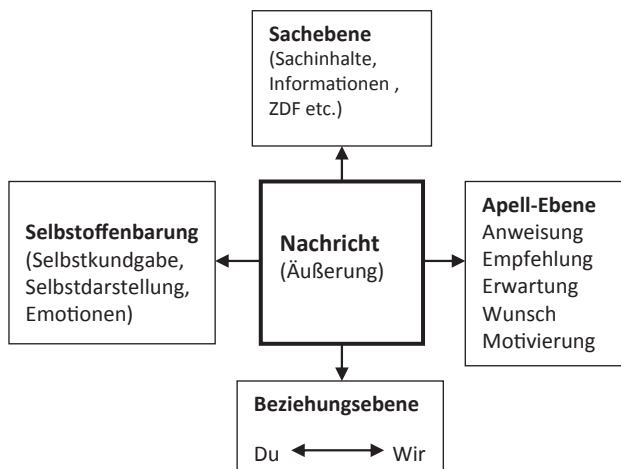 Sachebene
(Sachinhalte,
Informationen ,
ZDF etc.)
Selbstoffenbarung
(Selbstkundgabe,
Selbstdarstellung,
Emotionen)
Nachricht
(Äußerung)
Apell-Ebene
Anweisung
Empfehlung
Erwartung
Wunsch
Motivierung
Beziehungsebene
Du Wir